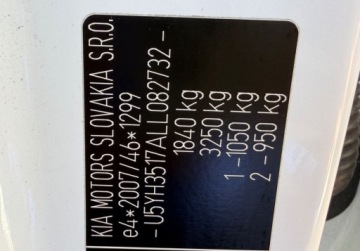 KIA MOTORS SLOVAKIA S.R.O.
e4*2007/46*1299
-U5YH3517ALL082732-
1840 kg
3250 kg
1-1050 kg
2-950 kg